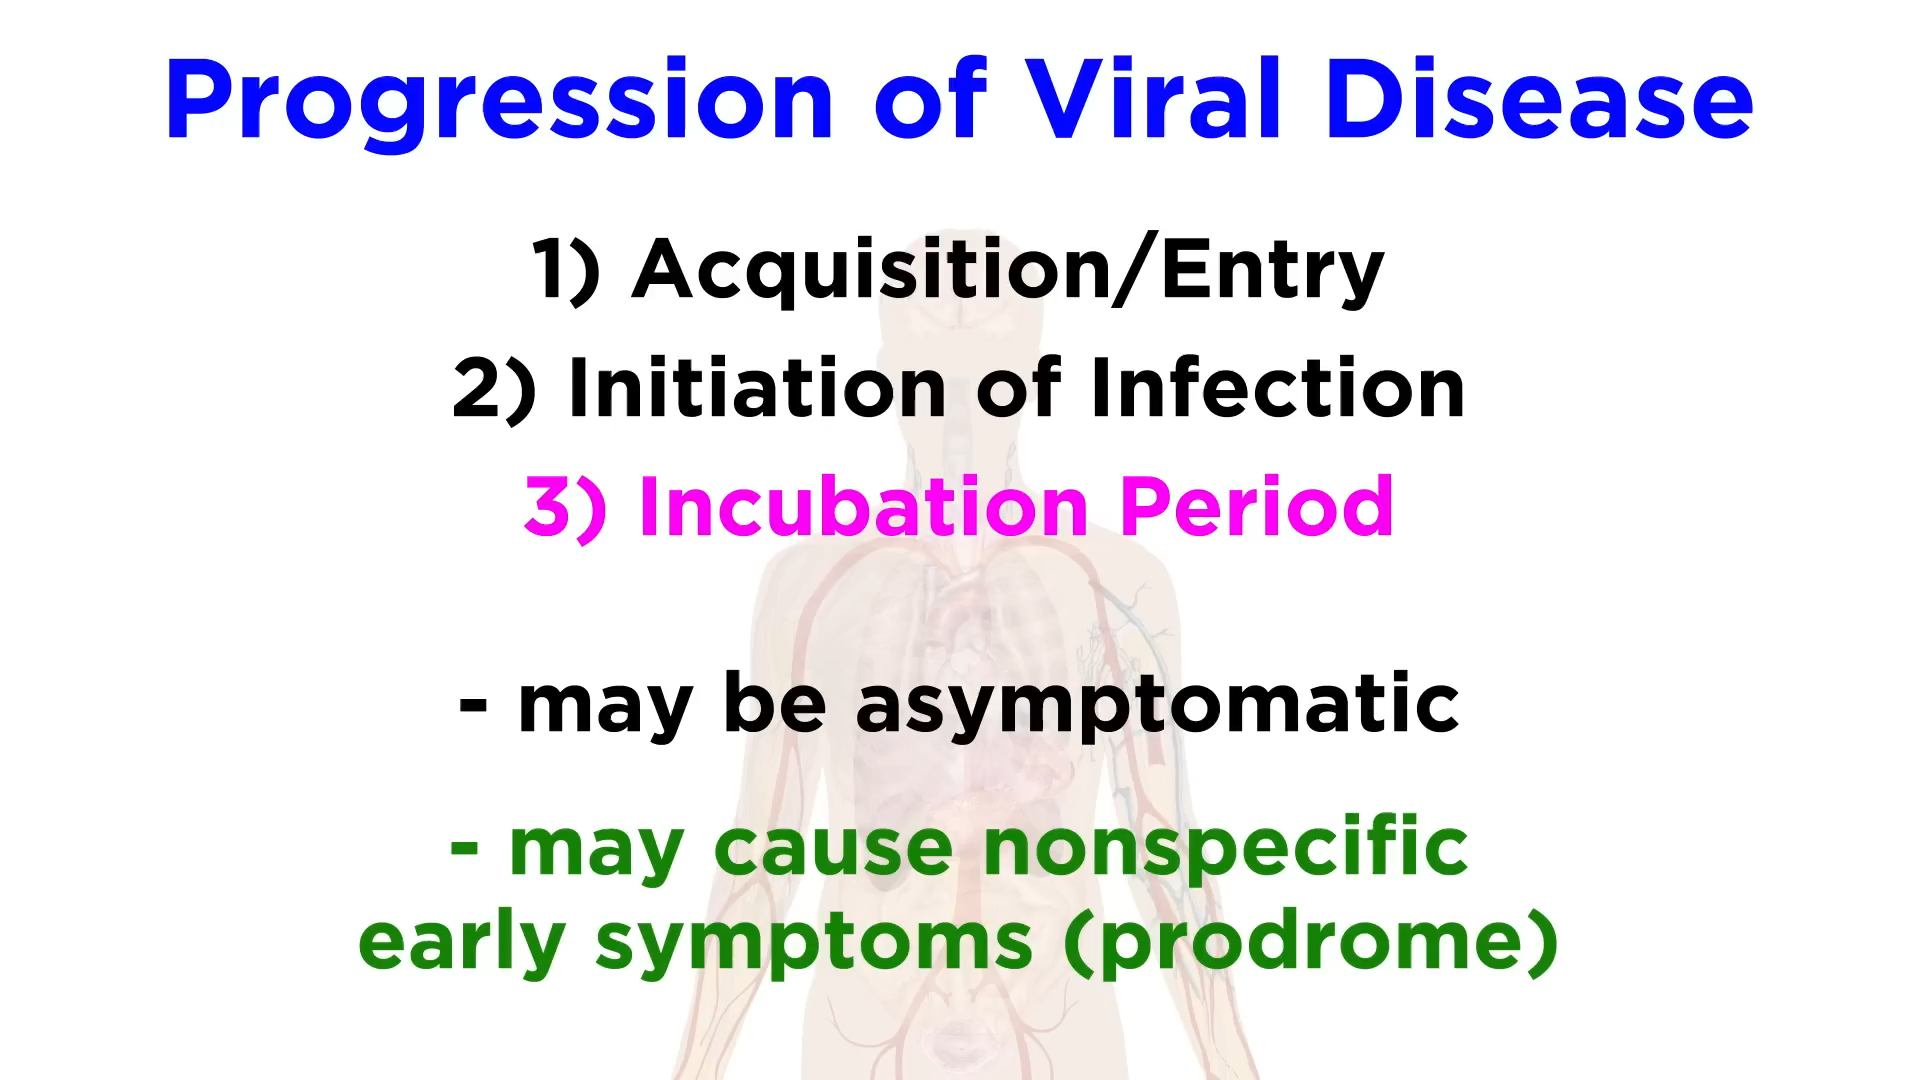 Progression of Viral Disease
1) Acquisition/Entry
2) Initiation of Infection
3) Incubation Period
- may be asymptomatic
- may cause nonspecific
early symptoms (prodrome)